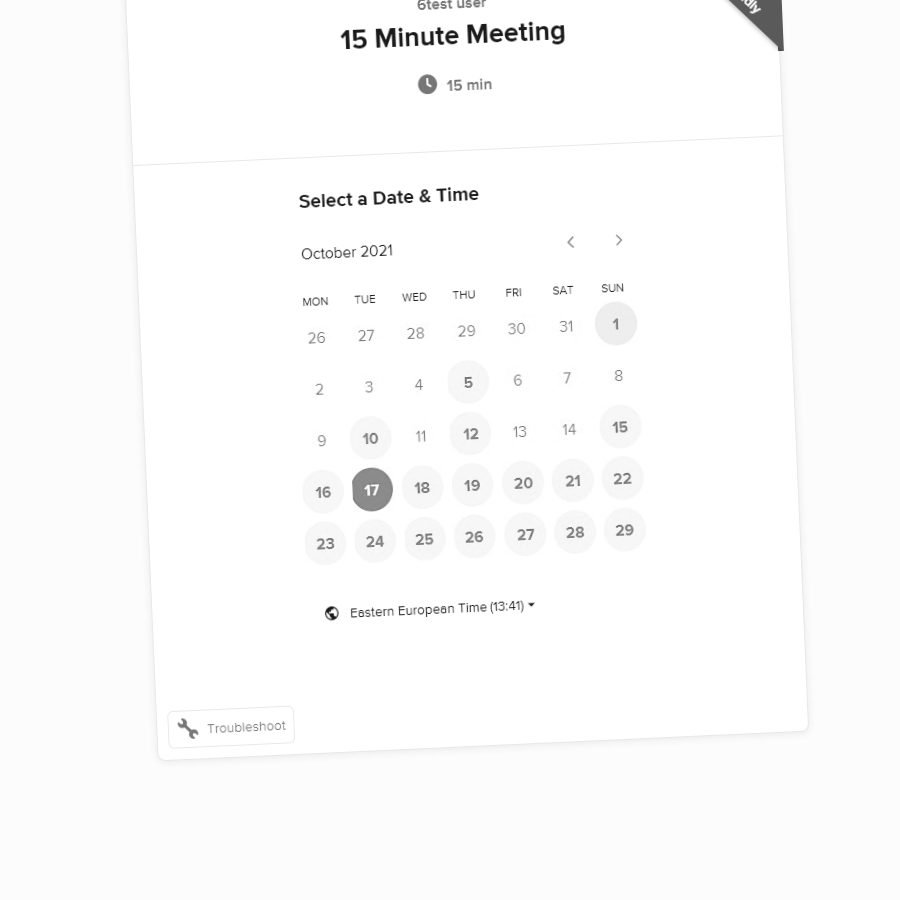 6test user
15 Minute Meeting
15 min
Select a Date & Time
October 2021
MON TUE WED THU FRI SAT SUN
26 27 28 29 30 31 1
2 3 4 5 6 7 8
9 10 11 12 13 14 15
16 17 18 19 20 21 22
23 24 25 26 27 28 29
Eastern European Time (13:41)
Troubleshoot